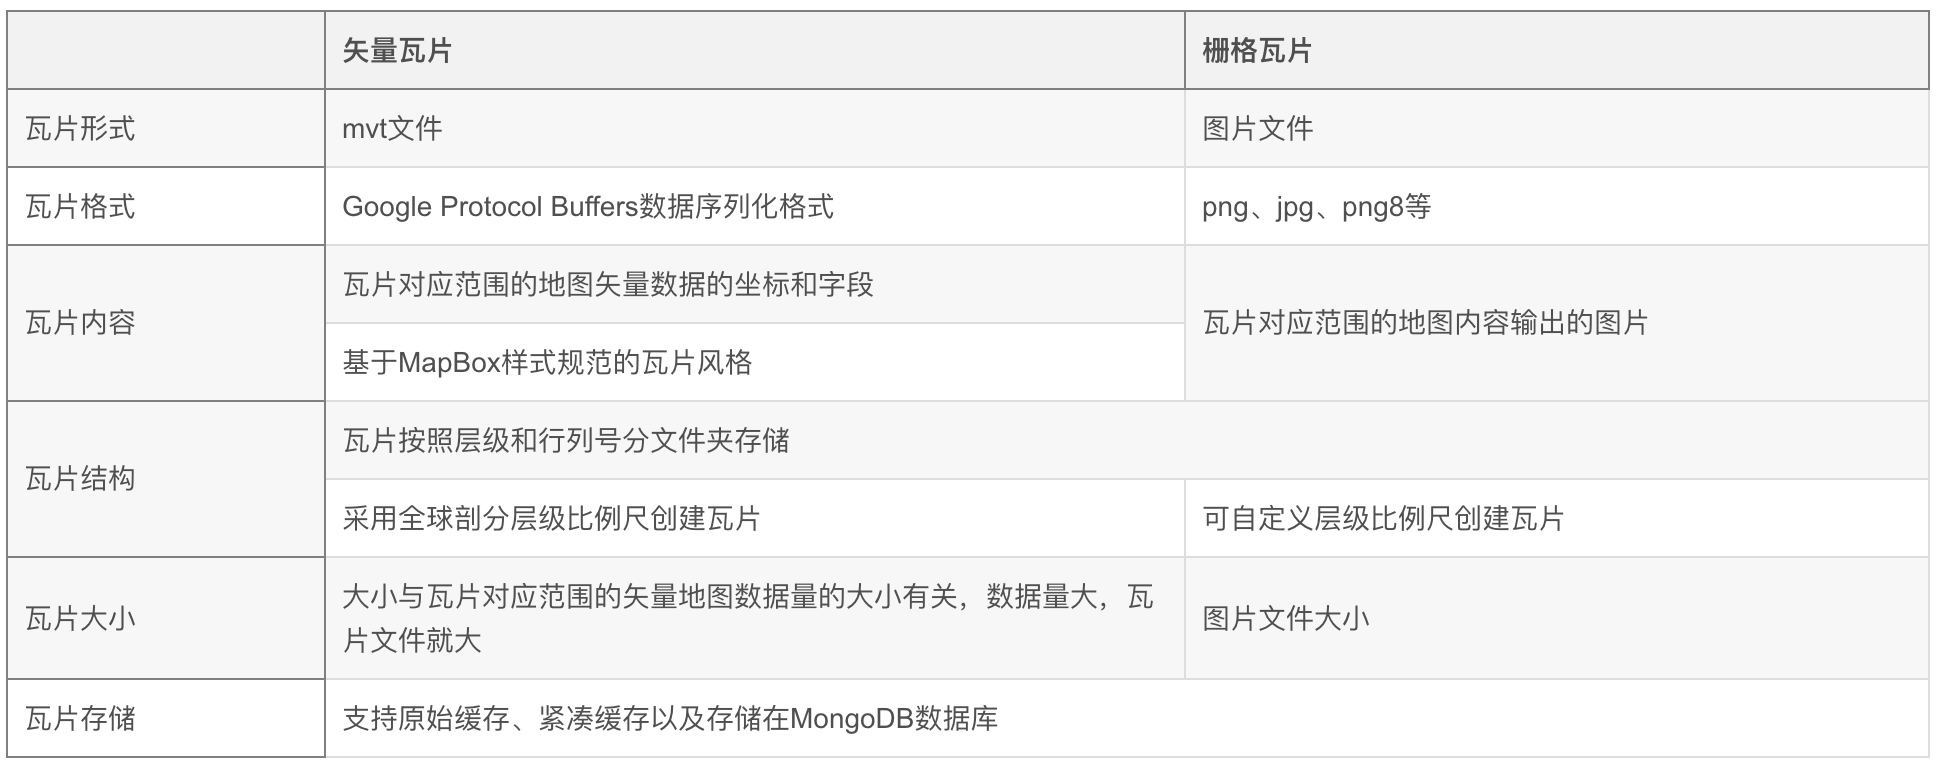 矢量瓦片
栅格瓦片
瓦片形式
mvt文件
图片文件
瓦片格式
Google Protocol Buffers数据序列化格式
png、jpg、png8等
瓦片内容
瓦片对应范围的地图矢量数据的坐标和字段
基于MapBox样式规范的瓦片风格
瓦片对应范围的地图内容输出的图片
瓦片结构
瓦片按照层级和行列号分文件夹存储
采用全球剖分层级比例尺创建瓦片
可自定义层级比例尺创建瓦片
瓦片大小
大小与瓦片对应范围的矢量地图数据量的大小有关，数据量大，瓦
片文件就大
图片文件大小
瓦片存储
支持原始缓存、紧凑缓存以及存储在MongoDB数据库